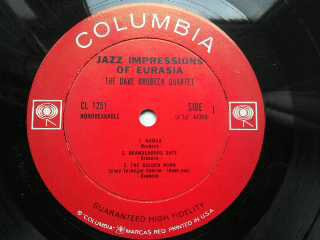 COLUMBIA
JAZZ IMPRESSIONS
OF EURASIA
THE DAVE BRUBECK QUARTET
CL 1251
SIDE 1
NONBREAKABLE
1. NOMAD
2. BRANDENBURG GATE
3. THE GOLDEN HORN
GUARANTEED HIGH FIDELITY
® "COLUMBIA" MARCAS REG. PRINTED IN U.S.A.